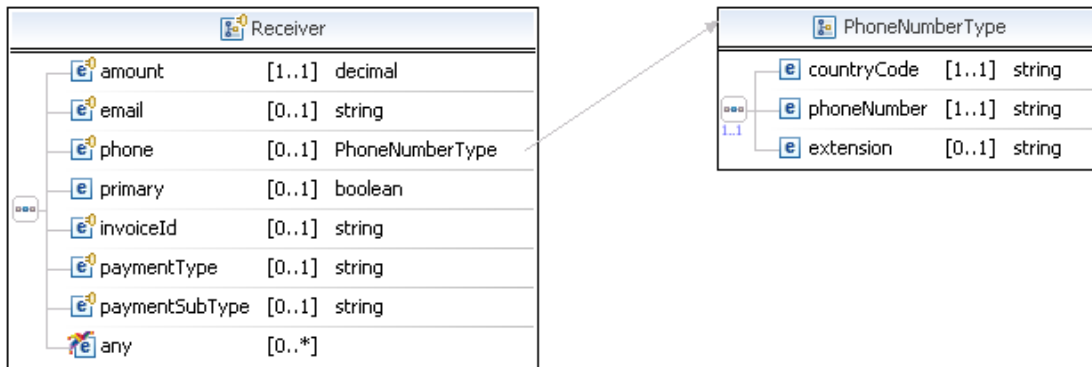 Receiver
amount [1..1] decimal
email [0..1] string
phone [0..1] PhoneNumberType
primary [0..1] boolean
invoiceId [0..1] string
paymentType [0..1] string
paymentSubType [0..1] string
any [0..*]
PhoneNumberType
countryCode [1..1] string
phoneNumber [1..1] string
1..1
extension [0..1] string